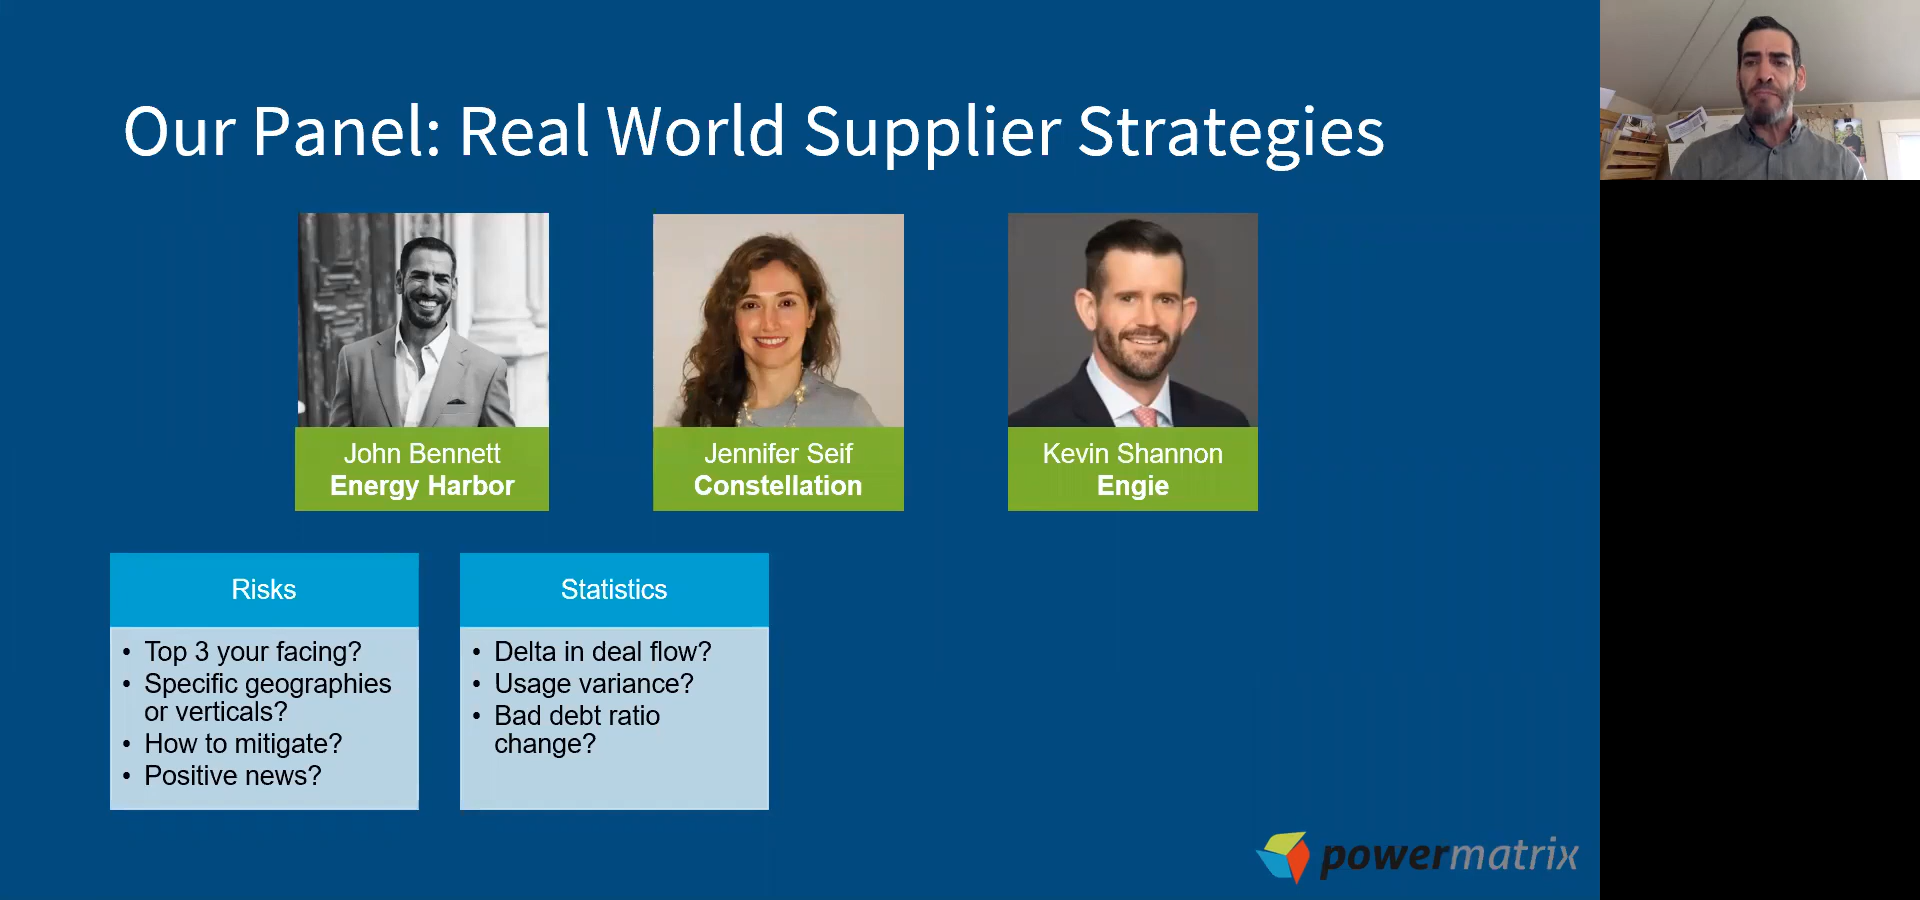 Our Panel: Real World Supplier Strategies
John Bennett
Energy Harbor
Jennifer Seif
Constellation
Kevin Shannon
Engie
Risks
• Top 3 your facing?
• Specific geographies
or verticals?
• How to mitigate?
• Positive news?
Statistics
• Delta in deal flow?
• Usage variance?
• Bad debt ratio
change?
powermatrix